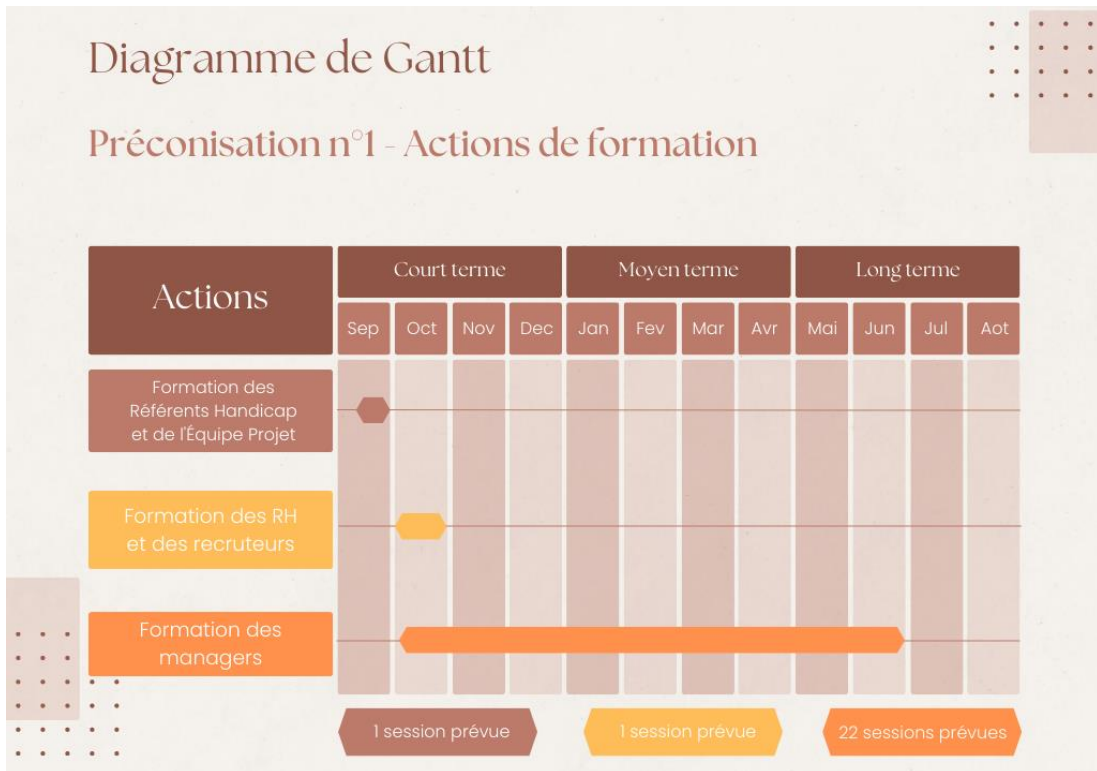 Diagramme de Gantt
Préconisation n°1 - Actions de formation
Actions
Court terme
Moyen terme
Long terme
Sep Oct Nov Dec Jan Fev Mar Avr Mai Jun Jul Aot
Formation des
Référents Handicap
et de l'Équipe Projet
Formation des RH
et des recruteurs
Formation des
managers
1 session prévue
1 session prévue
22 sessions prévues